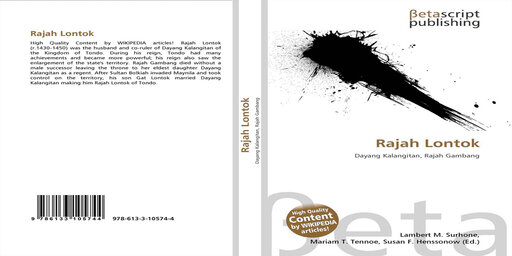 Rajah Lontok
High Quality Content by WIKIPEDIA articles! Rajah Lontok
(r.1430-1450) was the husband and co-ruler of Dayang Kalangitan of
the Kingdom of Tondo. During his reign, Tondo had many
achievements and became more powerful; his reign also saw the
enlargement of the state's territory. Rajah Gambang died without a
male successor leaving the throne to her eldest daughter Dayang
Kalangitan as a regent. After Sultan Bolkiah invaded Maynila and took
control on the territory, his son Gat Lontok married Dayang
Kalangitan making him Rajah Lontok of Tondo.
9 786133 105744
978-613-3-10574-4
Rajah Lontok
Dayang Kalangitan, Rajah Gambang
βetascript
publishing
Rajah Lontok
Dayang Kalangitan, Rajah Gambang
βeta
High Quality
Content
by WIKIPEDIA
articles!
Lambert M. Surhone,
Mariam T. Tennoe, Susan F. Henssonow (Ed.)